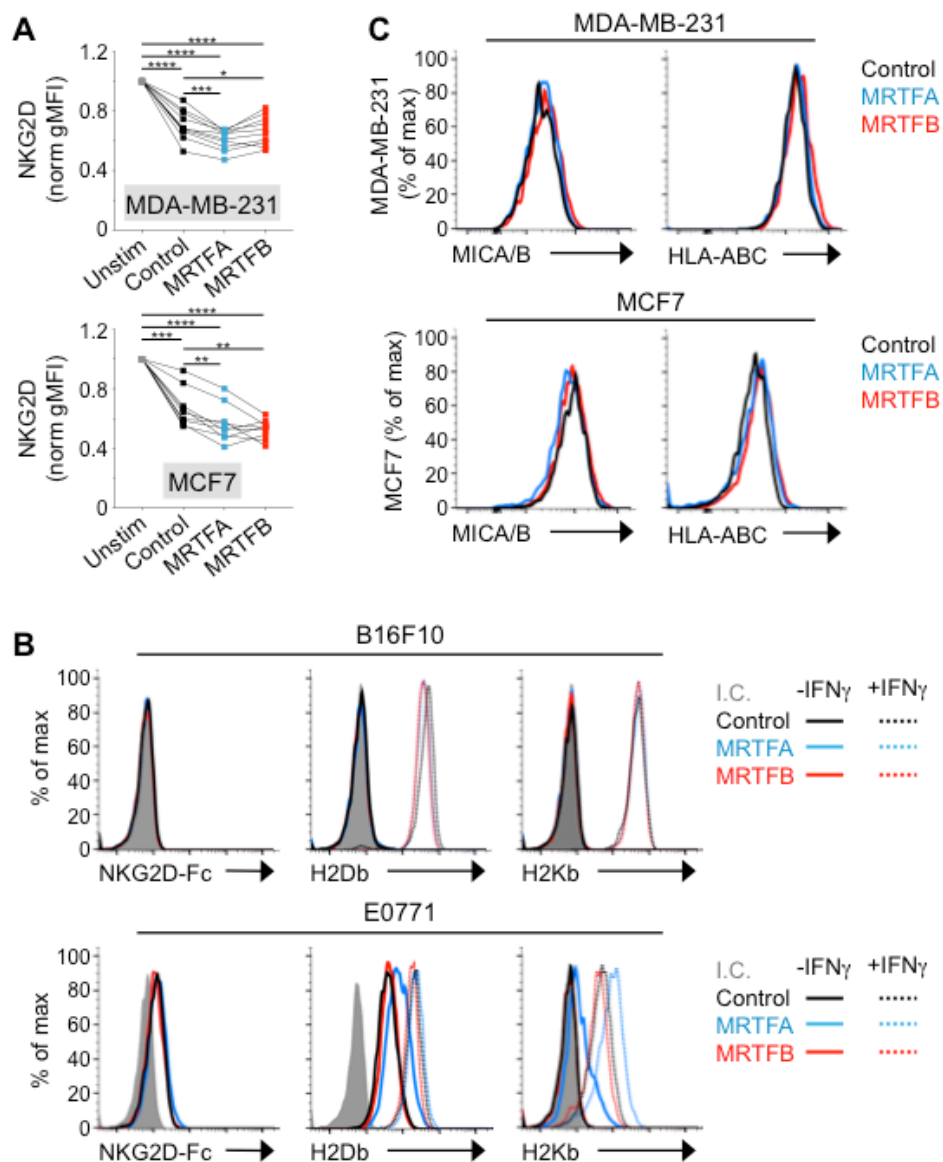 A
1.2
0.8
0.4
0
NKG2D
(norm gMFI)
****
****
****
*
***
MDA-MB-231
Unstim
Control
MRTFA
MRTFB
1.2
0.8
0.4
0
NKG2D
(norm gMFI)
****
****
***
**
**
MCF7
Unstim
Control
MRTFA
MRTFB
C
MDA-MB-231
MDA-MB-231
(% of max)
100
80
60
40
20
0
MICA/B
HLA-ABC
Control
MRTFA
MRTFB
MCF7
MCF7 (% of max)
100
80
60
40
20
0
MICA/B
HLA-ABC
Control
MRTFA
MRTFB
B
B16F10
% of max
100
80
60
40
20
0
NKG2D-Fc
H2Db
H2Kb
I.C. -IFNγ +IFNγ
Control
MRTFA
MRTFB
E0771
% of max
100
80
60
40
20
0
NKG2D-Fc
H2Db
H2Kb
I.C. -IFNγ +IFNγ
Control
MRTFA
MRTFB